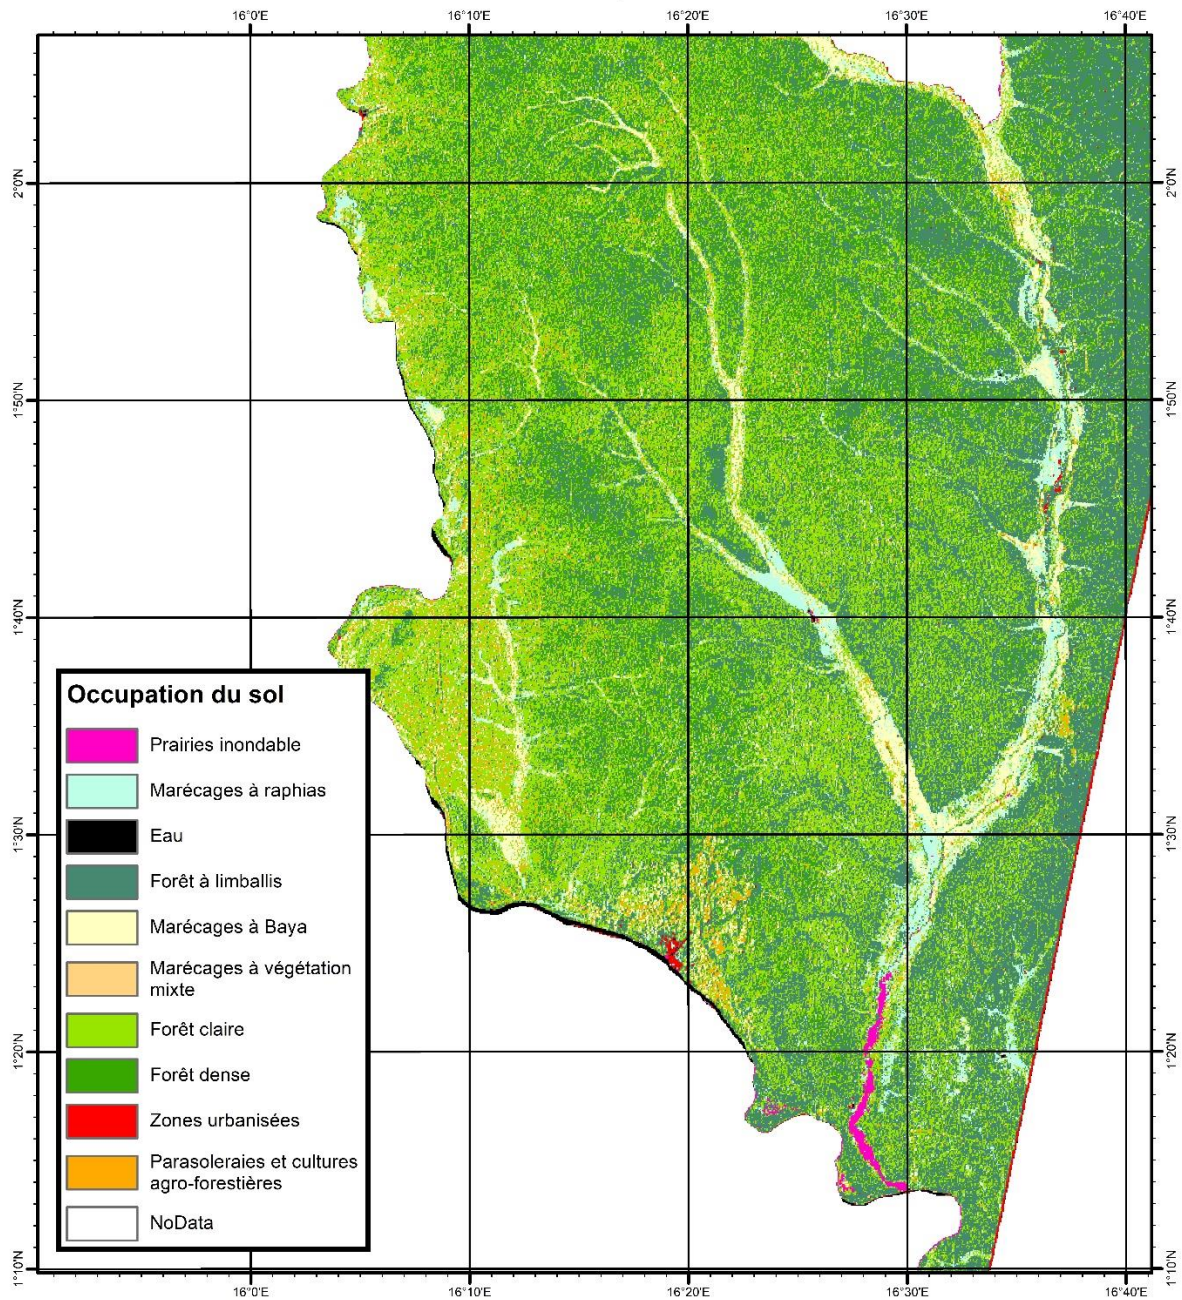 16°0'E 16°10'E 16°20'E 16°30'E 16°40'E
2°0'N 2°0'N
1°50'N 1°50'N
1°40'N 1°40'N
Occupation du sol
Prairies inondable
Marécages à raphias
Eau
Forêt à limballis
Marécages à Baya
Marécages à végétation
mixte
Forêt claire
Forêt dense
Zones urbanisées
Parasoleraies et cultures
agro-forestières
NoData
1°30'N 1°30'N
1°20'N 1°20'N
1°10'N 1°10'N
16°0'E 16°10'E 16°20'E 16°30'E 16°40'E